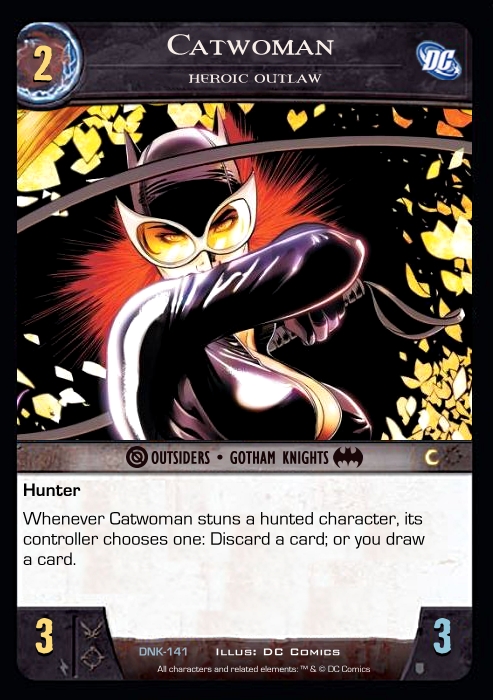 2
CATWOMAN
HEROIC OUTLAW
DC
OUTSIDERS • GOTHAM KNIGHTS
C
Hunter
Whenever Catwoman stuns a hunted character, its
controller chooses one: Discard a card; or you draw
a card.
3
3
DNK-141 ILLUS: DC COMICS
All characters and related elements: ™ & © DC Comics